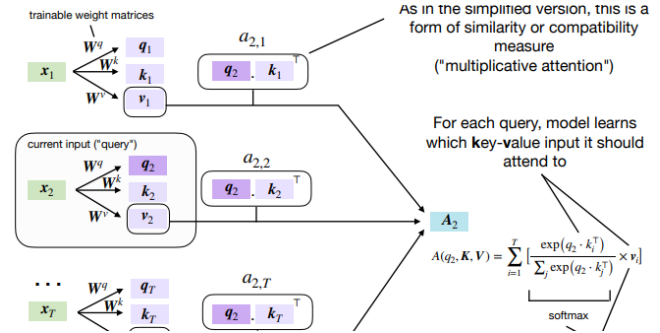 trainable weight matrices
As in the simplified version, this is a
form of similarity or compatibility
measure
("multiplicative attention")
W^q
q_1
a_{2,1}
x_1
W^k
k_1
q_2 . k_1^⊤
W^v
v_1
For each query, model learns
which key-value input it should
attend to
current input ("query")
W^q
q_2
a_{2,2}
x_2
W^k
k_2
q_2 . k_2^⊤
W^v
v_2
A_2
A(q_2, K, V) = \sum_{i=1}^{T} [ \frac{exp(q_2 · k_i^⊤)}{\sum_j exp(q_2 · k_j^⊤)} × v_i ]
softmax
...
W^q
q_T
a_{2,T}
x_T
W^k
k_T
q_2 . k_T^⊤